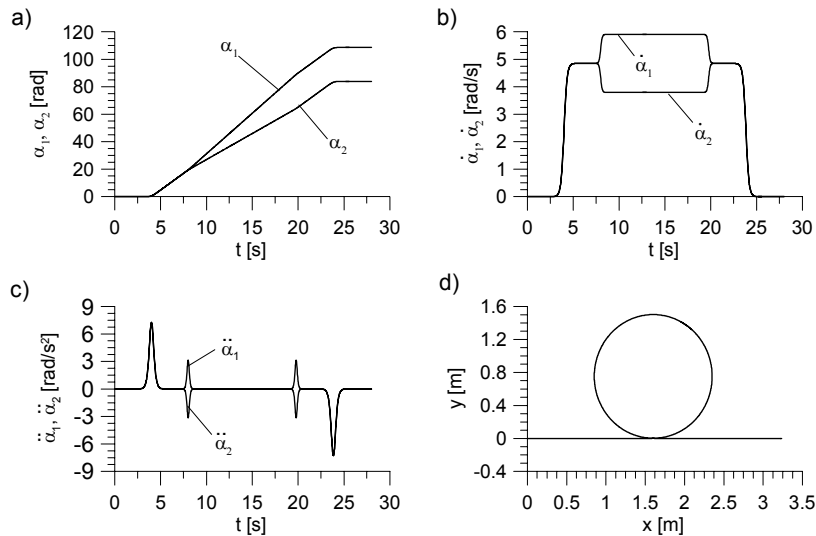 a)
120
100
80
60
40
20
0
α₁, α₂ [rad]
α₁
α₂
0 5 10 15 20 25 30
t [s]
b)
6
5
4
3
2
1
0
α̇₁, α̇₂ [rad/s]
α̇₁
α̇₂
0 5 10 15 20 25 30
t [s]
c)
9
6
3
0
-3
-6
-9
α̈₁, α̈₂ [rad/s²]
α̈₁
α̈₂
0 5 10 15 20 25 30
t [s]
d)
1.6
1.2
0.8
0.4
0
-0.4
y [m]
0 0.5 1 1.5 2 2.5 3 3.5
x [m]